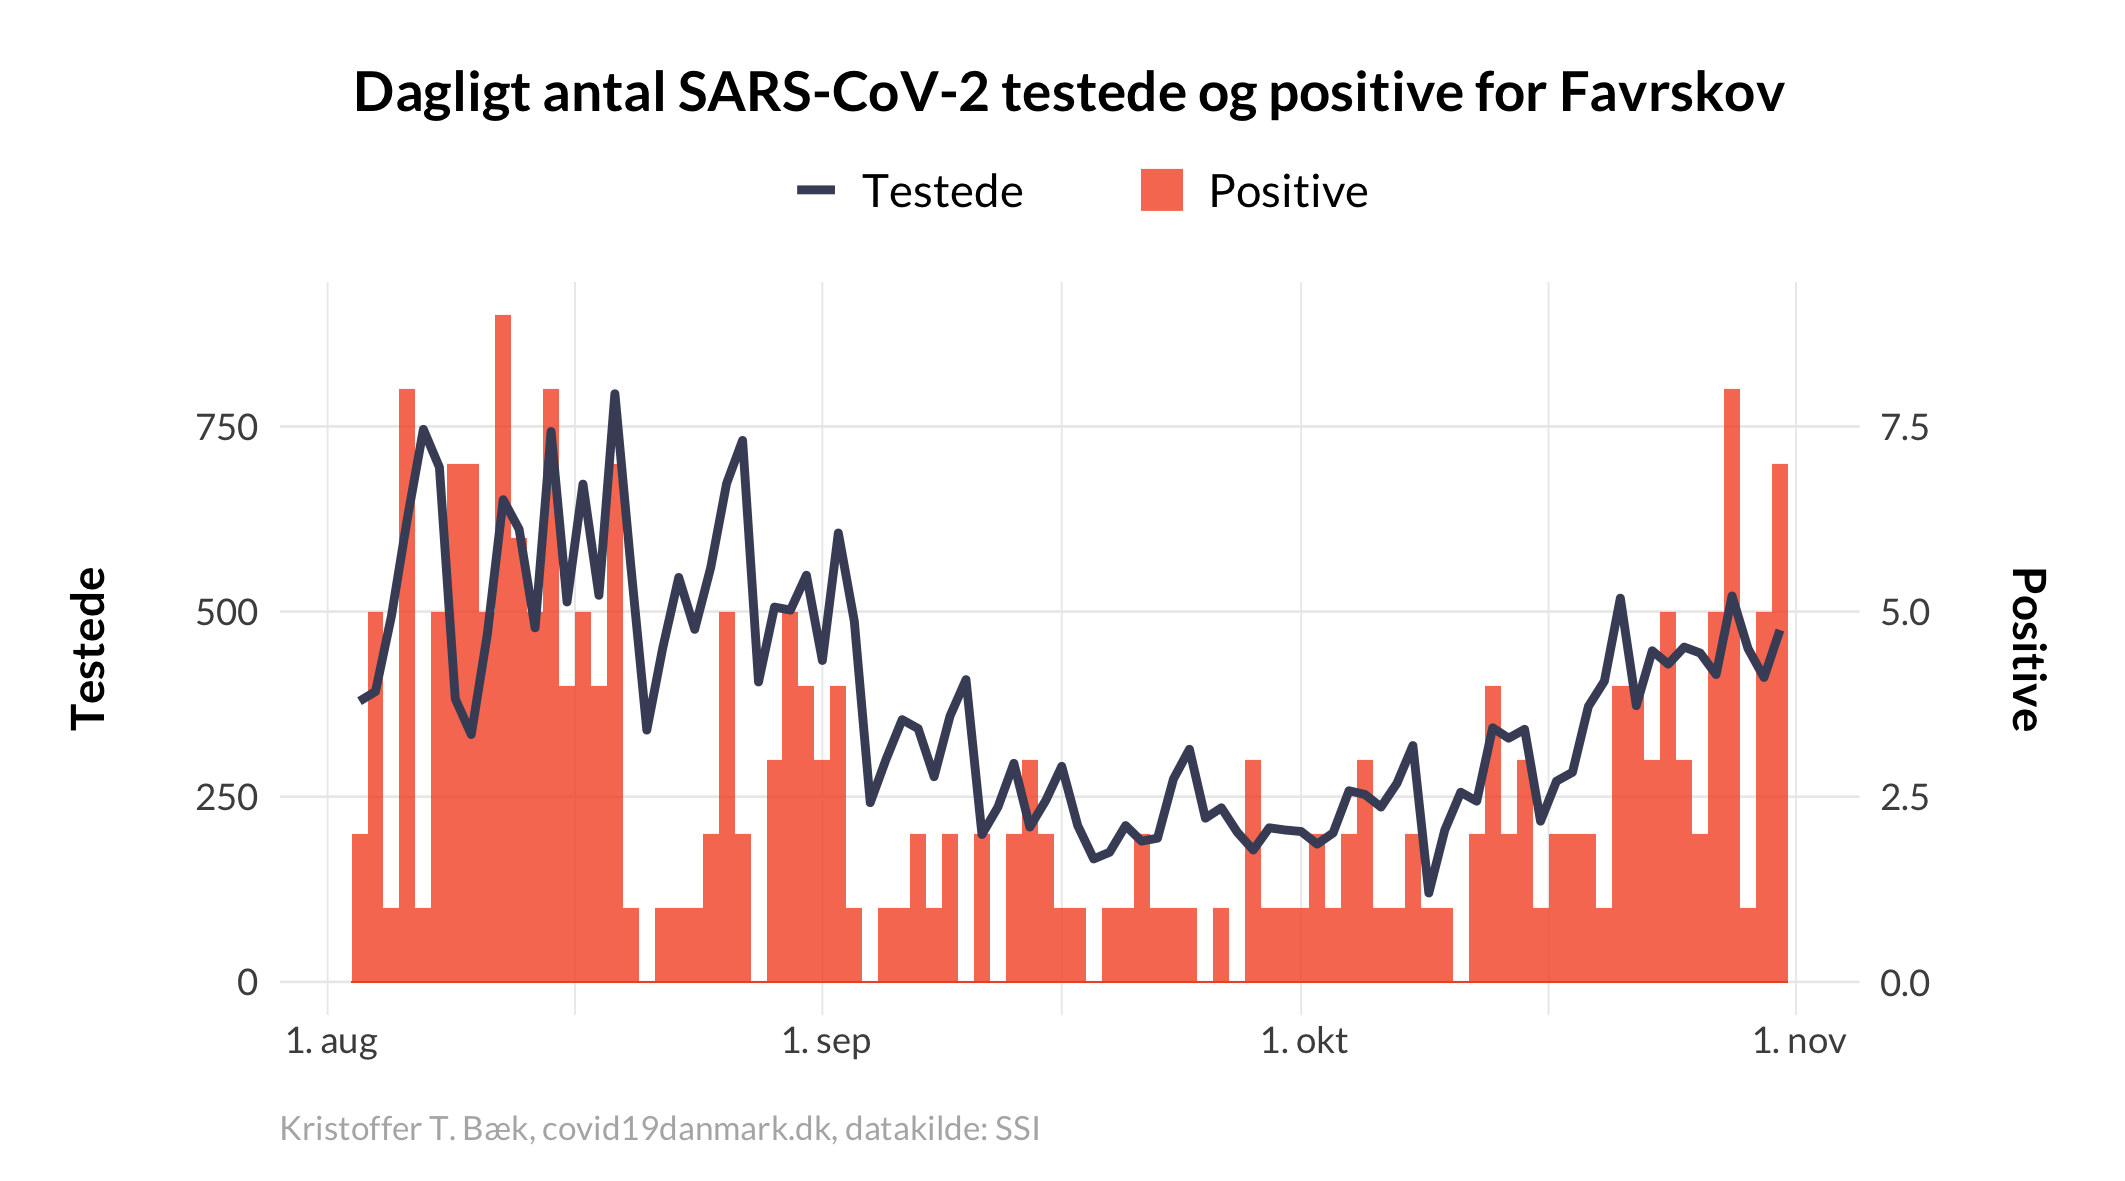 Dagligt antal SARS-CoV-2 testede og positive for Favrskov
Testede
Positive
Testede
750
500
250
0
7.5
5.0
2.5
0.0
Positive
1. aug
1. sep
1. okt
1. nov
Kristoffer T. Bæk, covid19danmark.dk, datakilde: SSI